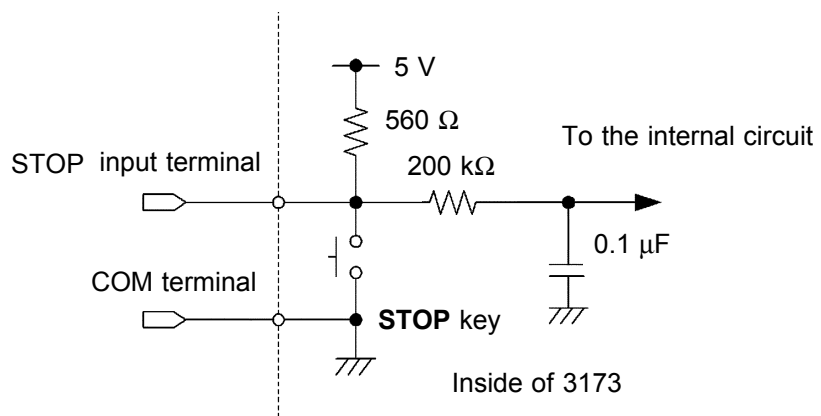 5 V
560 Ω
To the internal circuit
STOP input terminal
200 kΩ
0.1 μF
COM terminal
STOP key
Inside of 3173